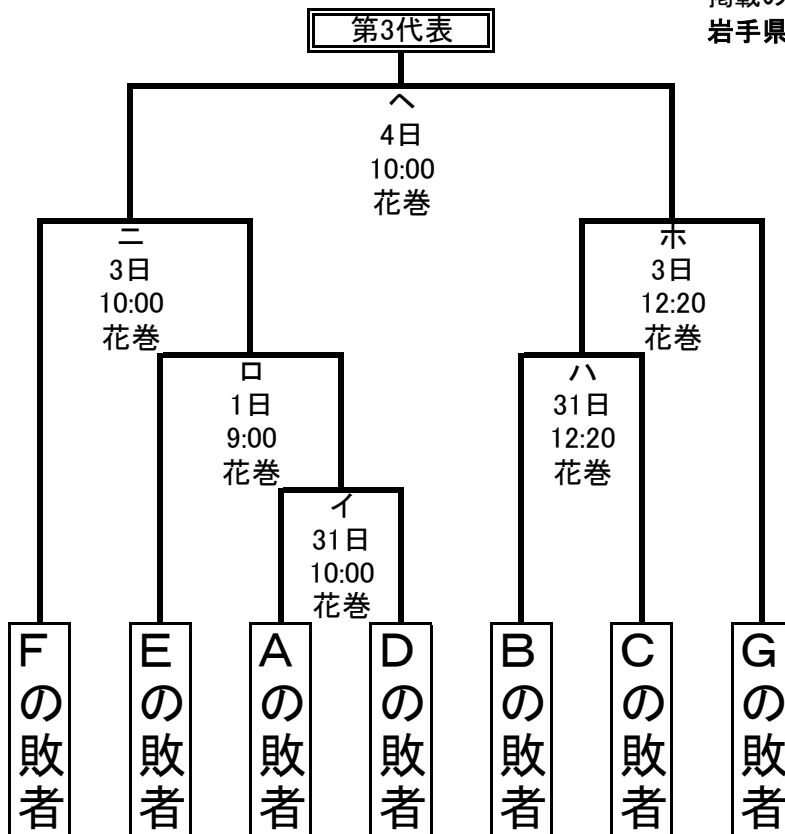 掲載の
岩手県
第3代表
ヘ
4日
10:00
花巻
ニ
3日
10:00
花巻
ホ
3日
12:20
花巻
ロ
1日
9:00
花巻
ハ
31日
12:20
花巻
イ
31日
10:00
花巻
Fの敗者
Eの敗者
Aの敗者
Dの敗者
Bの敗者
Cの敗者
Gの敗者